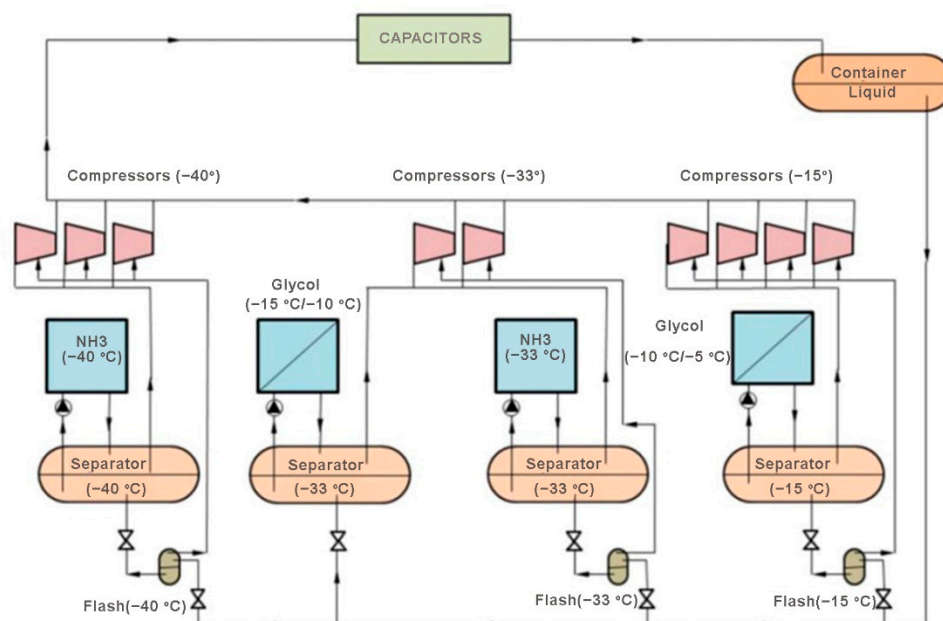 CAPACITORS
Container
Liquid
Compressors (−40°)
Compressors (−33°)
Compressors (−15°)
Glycol
(−15 °C/−10 °C)
NH3
(−40 °C)
NH3
(−33 °C)
Glycol
(−10 °C/−5 °C)
Separator
(−40 °C)
Separator
(−33 °C)
Separator
(−33 °C)
Separator
(−15 °C)
Flash(−40 °C)
Flash(−33 °C)
Flash(−15 °C)